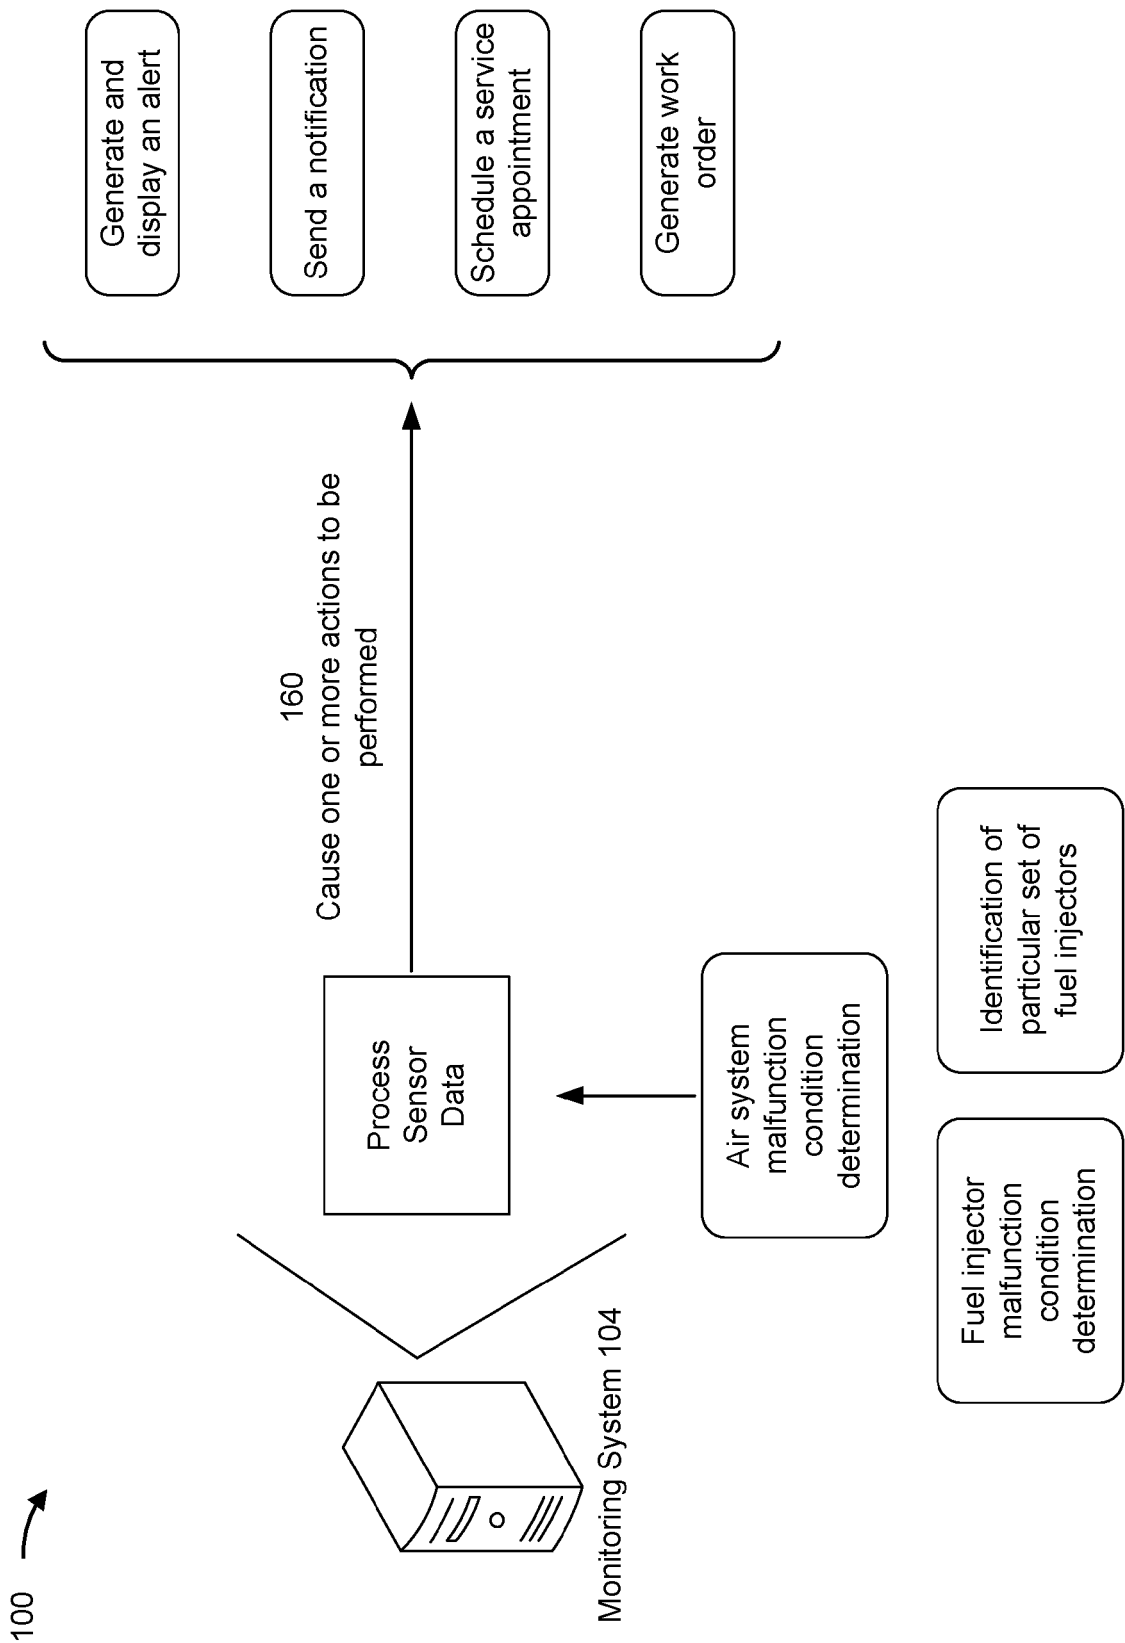 100
Monitoring System 104
Process
Sensor
Data
160
Cause one or more actions to be
performed
Generate and
display an alert
Send a notification
Schedule a service
appointment
Generate work
order
Air system
malfunction
condition
determination
Fuel injector
malfunction
condition
determination
Identification of
particular set of
fuel injectors